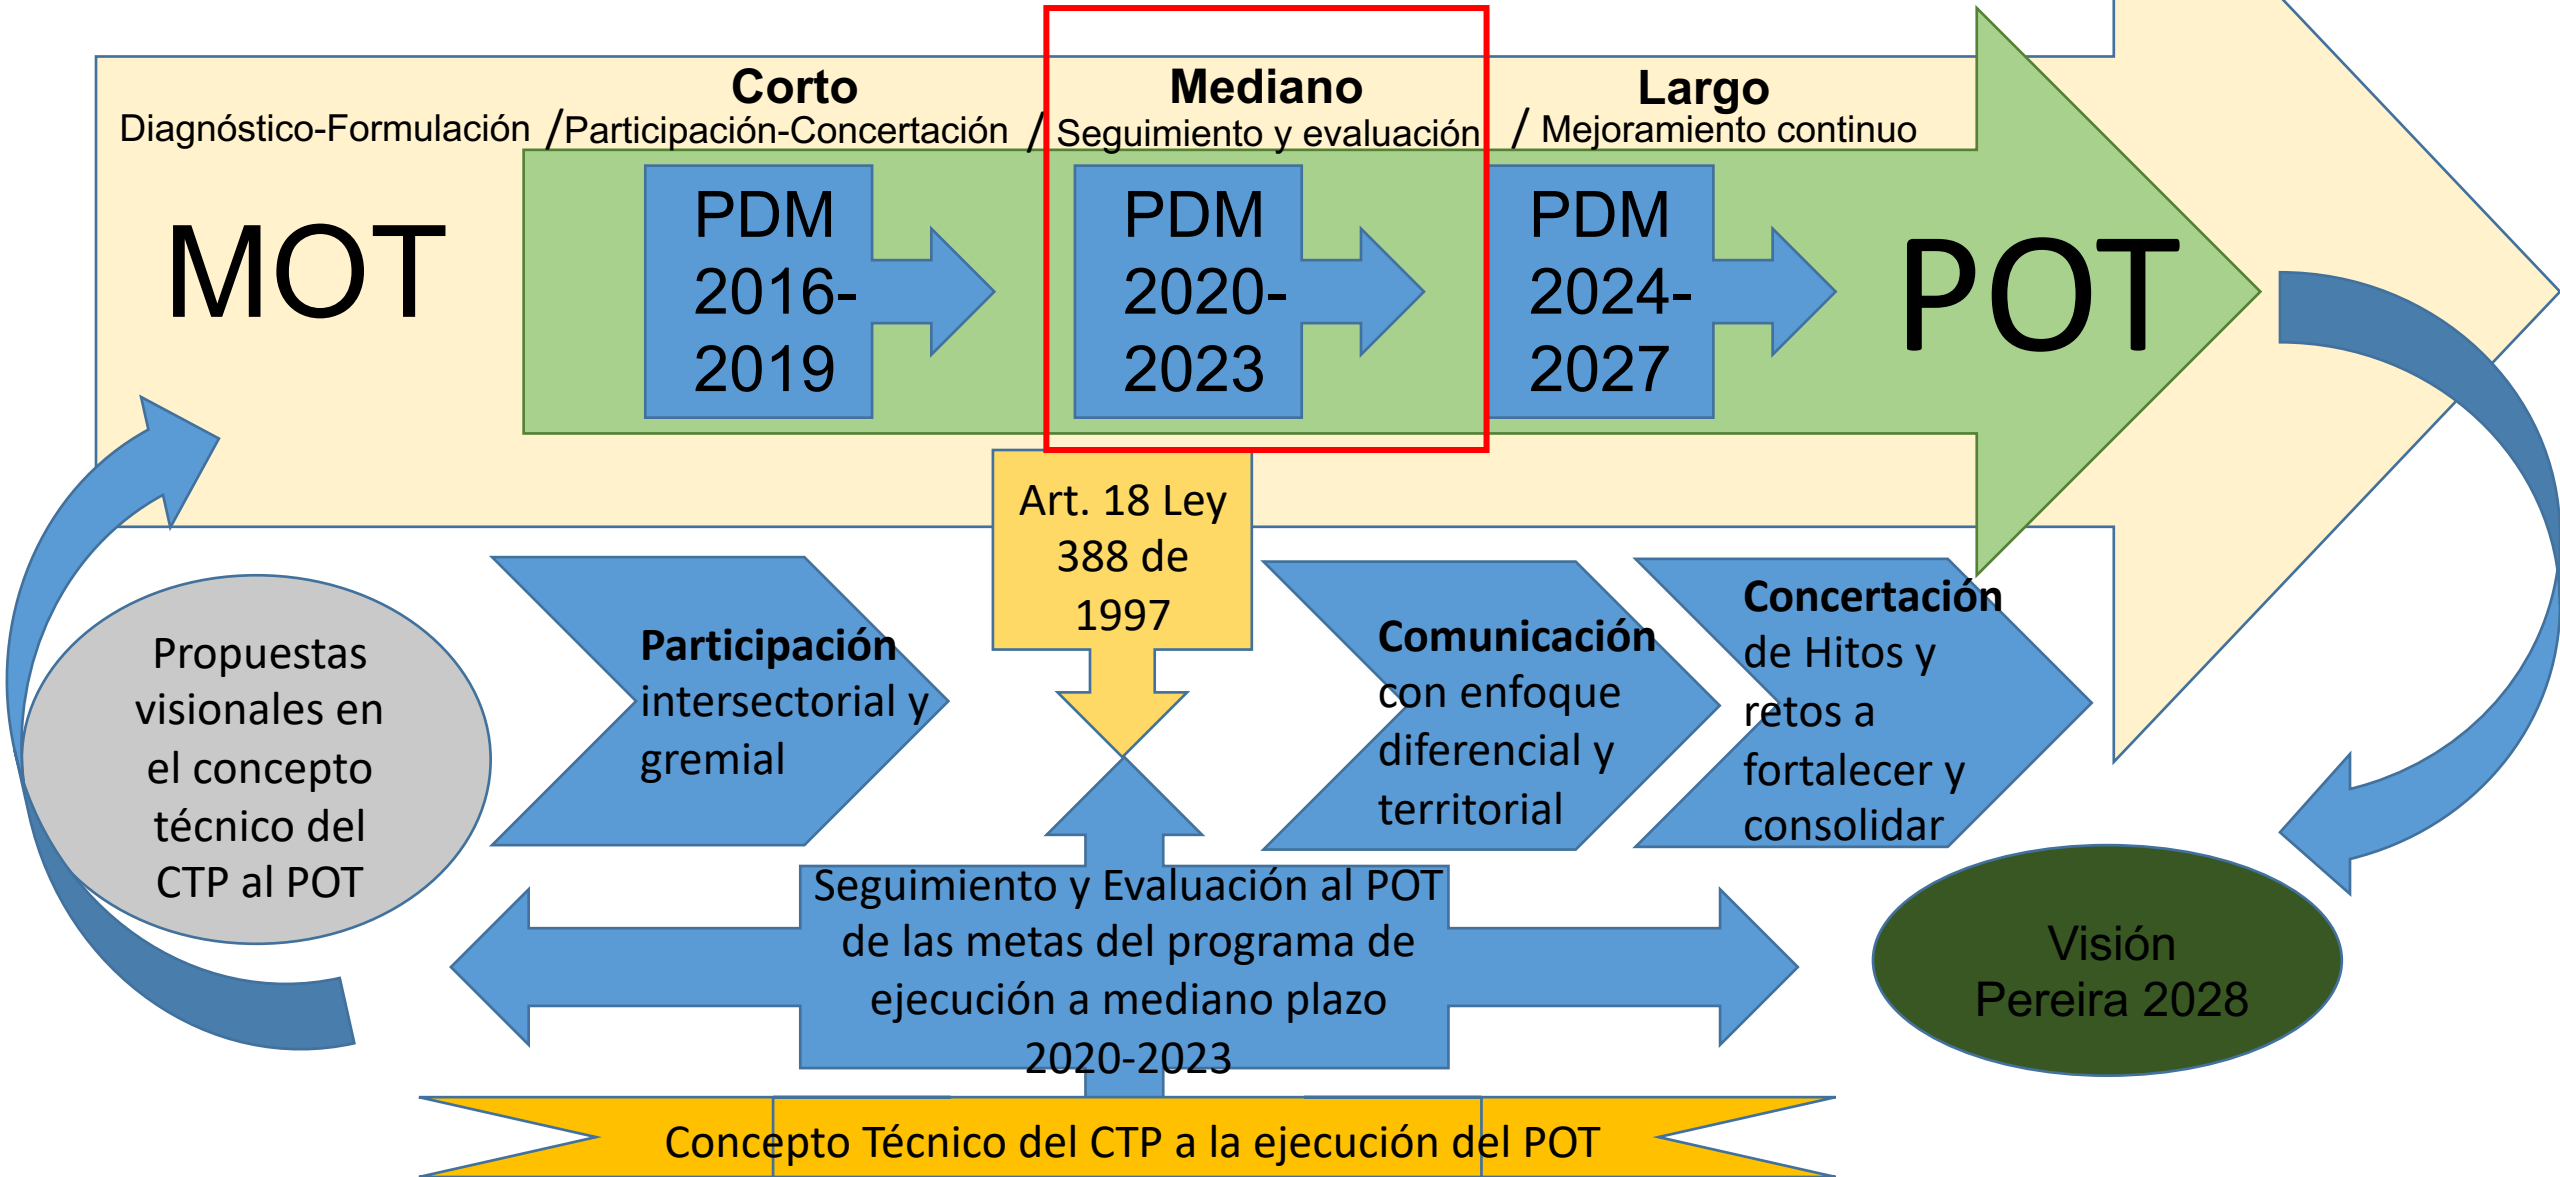 Corto
Mediano
Largo
Diagnóstico-Formulación /Participación-Concertación / Seguimiento y evaluación / Mejoramiento continuo
MOT
PDM
2016-
2019
PDM
2020-
2023
PDM
2024-
2027
POT
Art. 18 Ley
388 de
1997
Propuestas
visionales en
el concepto
técnico del
CTP al POT
Participación
intersectorial y
gremial
Comunicación
con enfoque
diferencial y
territorial
Concertación
de Hitos y
retos a
fortalecer y
consolidar
Seguimiento y Evaluación al POT
de las metas del programa de
ejecución a mediano plazo
2020-2023
Visión
Pereira 2028
Concepto Técnico del CTP a la ejecución del POT